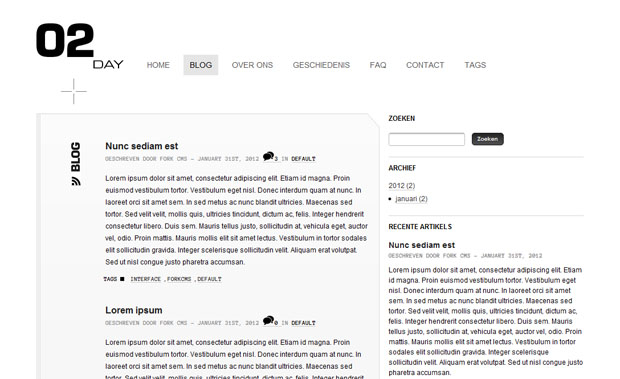 02
DAY
HOME BLOG OVER ONS GESCHIEDENIS FAQ CONTACT TAGS
BLOG
Nunc sediam est
GESCHREVEN DOOR FORK CMS – JANUARY 31ST, 2012 3 IN DEFAULT
Lorem ipsum dolor sit amet, consectetur adipiscing elit. Etiam id magna est. Proin
euismod vestibulum tortor. Vestibulum eget nisl. Donec interdum quam at nunc. In
laoreet orci sit amet sem. In sed metus ac nunc blandit ultricies. Maecenas sed
tortor. Sed velit velit, mollis quis, ultricies tincidunt, dictum ac, felis. Integer hendrerit
consectetur libero. Duis sem. Mauris tellus justo, sollicitudin at, vehicula eget, auctor
vel, odio. Proin mattis. Mauris mollis elit sit amet lectus. Vestibulum in tortor sodales
elit sollicitudin gravida. Integer scelerisque sollicitudin velit. Aliquam erat volutpat.
Sed ut nisl congue justo pharetra accumsan.
TAGS INTERFACE , FORKCMS , DEFAULT
Lorem ipsum
GESCHREVEN DOOR FORK CMS – JANUARY 31ST, 2012 0 IN DEFAULT
Lorem ipsum dolor sit amet, consectetur adipiscing elit. Etiam id magna est. Proin
euismod vestibulum tortor. Vestibulum eget nisl. Donec interdum quam at nunc. In
laoreet orci sit amet sem. In sed metus ac nunc blandit ultricies. Maecenas sed
tortor. Sed velit velit, mollis quis, ultricies tincidunt, dictum ac, felis. Integer hendrerit
ZOEKEN
Zoeken
ARCHIEF
2012 (2)
januari (2)
RECENTE ARTIKELS
Nunc sediam est
GESCHREVEN DOOR FORK CMS – JANUARY 31ST, 2012
Lorem ipsum dolor sit amet, consectetur adipiscing elit. Etiam
id magna est. Proin euismod vestibulum tortor. Vestibulum eget
nisl. Donec interdum quam at nunc. In laoreet orci sit amet
sem. In sed metus ac nunc blandit ultricies. Maecenas sed
tortor. Sed velit velit, mollis quis, ultricies tincidunt, dictum ac,
felis. Integer hendrerit consectetur libero. Duis sem. Mauris
tellus justo, sollicitudin at, vehicula eget, auctor vel, odio. Proin
mattis. Mauris mollis elit sit amet lectus. Vestibulum in tortor
sodales elit sollicitudin gravida. Integer scelerisque
sollicitudin velit. Aliquam erat volutpat. Sed ut nisl congue justo
pharetra accumsan.